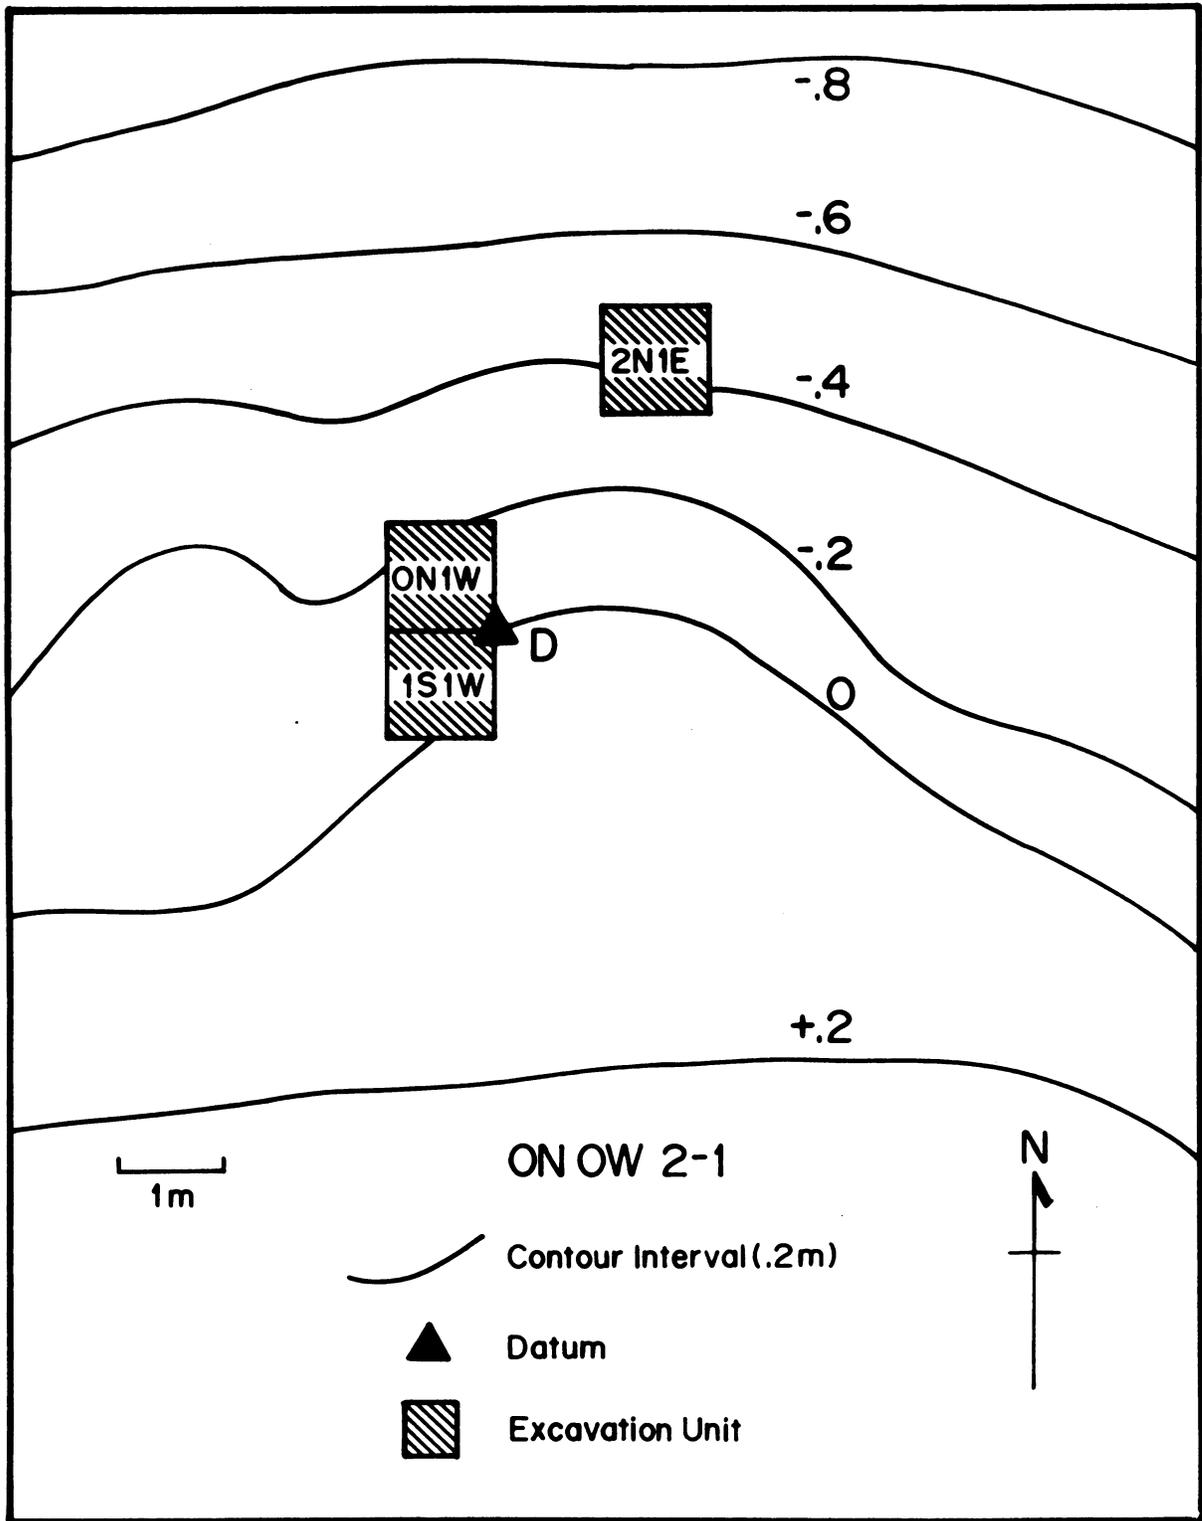 -.8
-.6
2N1E
-.4
-.2
0N1W
D
1S1W
0
+.2
0N 0W 2-1
N
1m
Contour Interval (.2m)
Datum
Excavation Unit